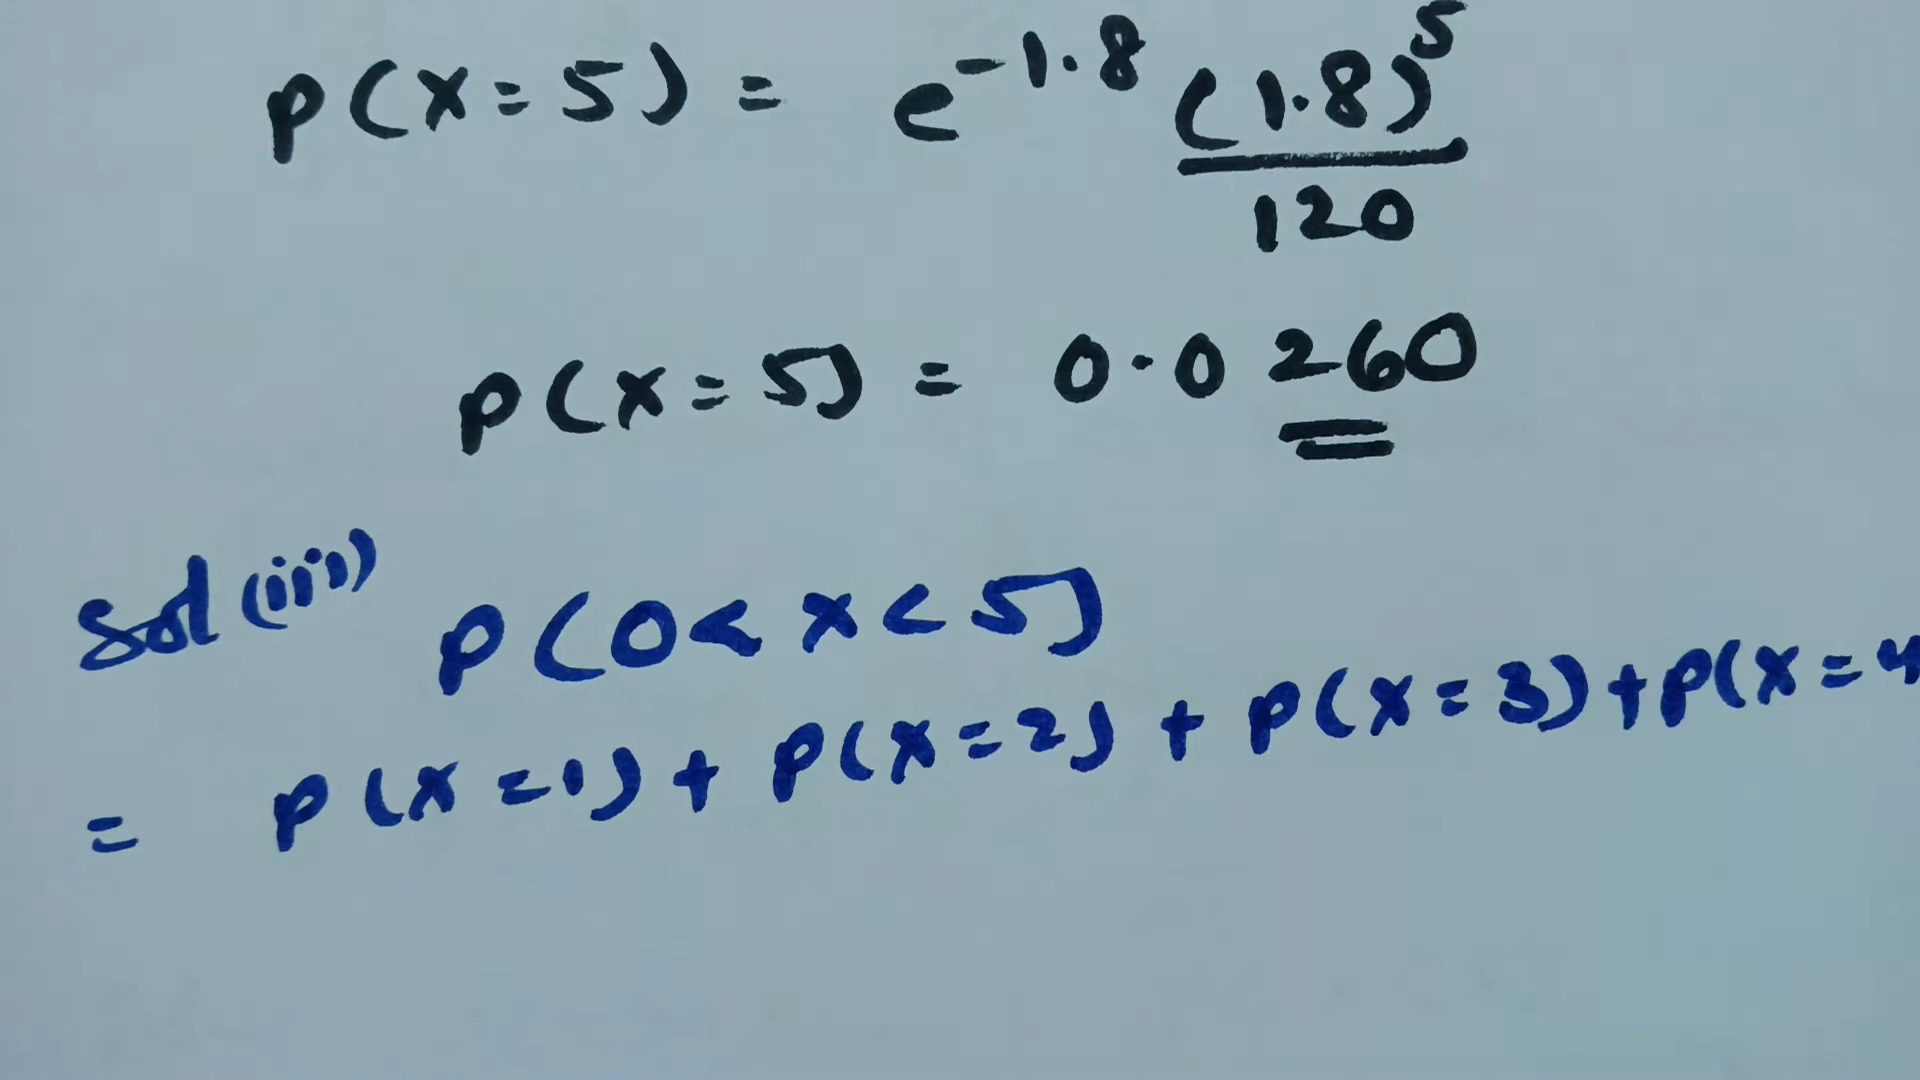 P(X=5) = e^-1.8 (1.8)^5
120
P(X=5) = 0.0260
Sol (iii) P(0<X<5)
= P(X=1) + P(X=2) + P(X=3) + P(X=4